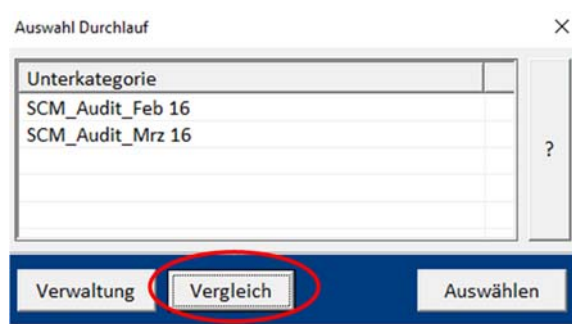 Auswahl Durchlauf
Unterkategorie
SCM_Audit_Feb 16
SCM_Audit_Mrz 16
?
Verwaltung Vergleich Auswählen